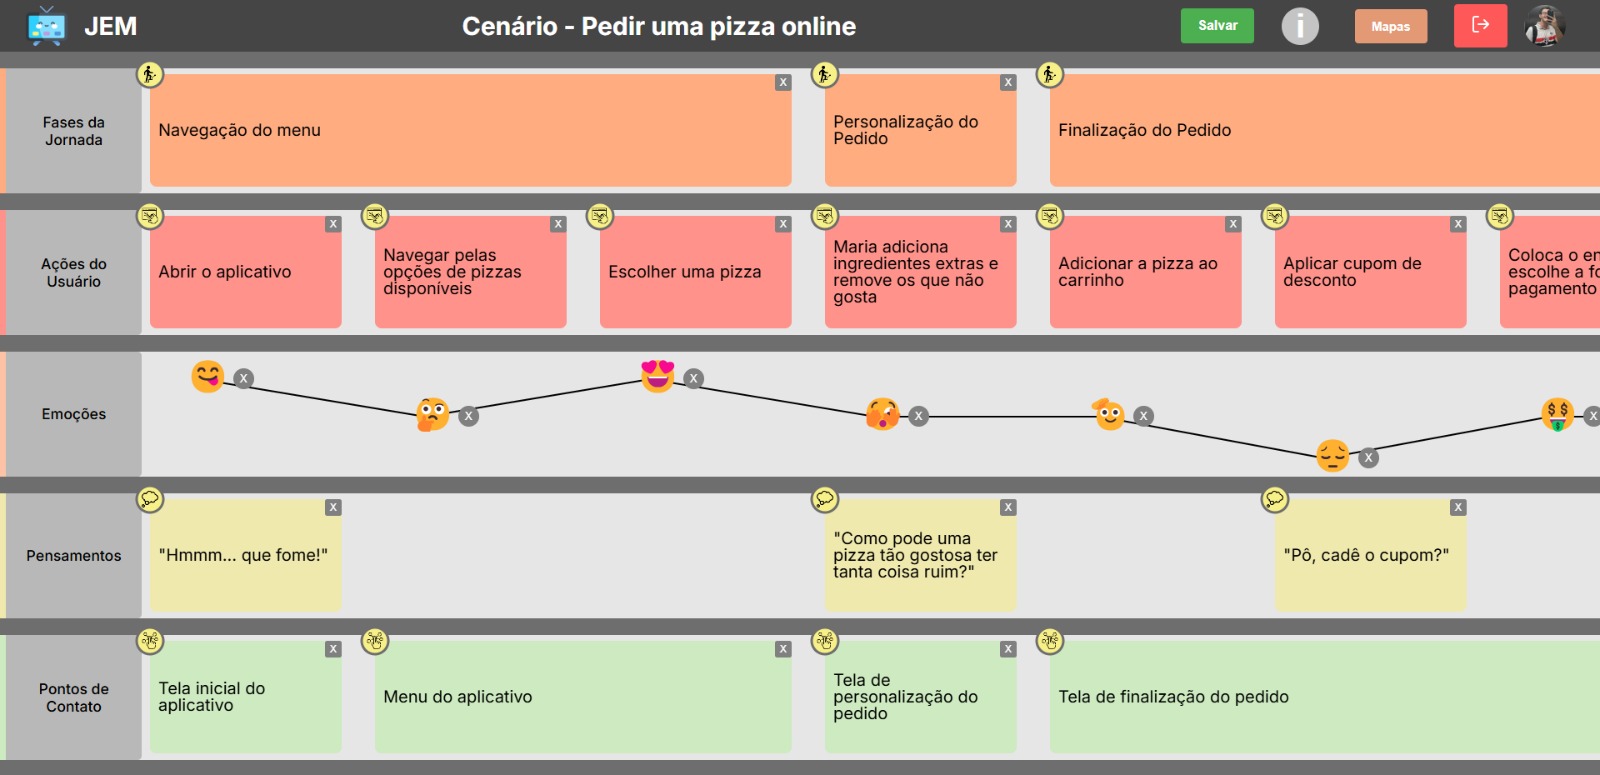 JEM
Cenário - Pedir uma pizza online
Salvar
i
Mapas
Fases da
Jornada
X
Navegação do menu
X
Personalização do
Pedido
Finalização do Pedido
Ações do
Usuário
X
Abrir o aplicativo
X
Navegar pelas
opções de pizzas
disponíveis
X
Escolher uma pizza
X
Maria adiciona
ingredientes extras e
remove os que não
gosta
X
Adicionar a pizza ao
carrinho
X
Aplicar cupom de
desconto
Coloca o
escolhe a
pagamento
Emoções
X
X
X
X
X
X
X
Pensamentos
X
"Hmmm... que fome!"
X
"Como pode uma
pizza tão gostosa ter
tanta coisa ruim?"
X
"Pô, cadê o cupom?"
Pontos de
Contato
X
Tela inicial do
aplicativo
X
Menu do aplicativo
X
Tela de
personalização do
pedido
Tela de finalização do pedido